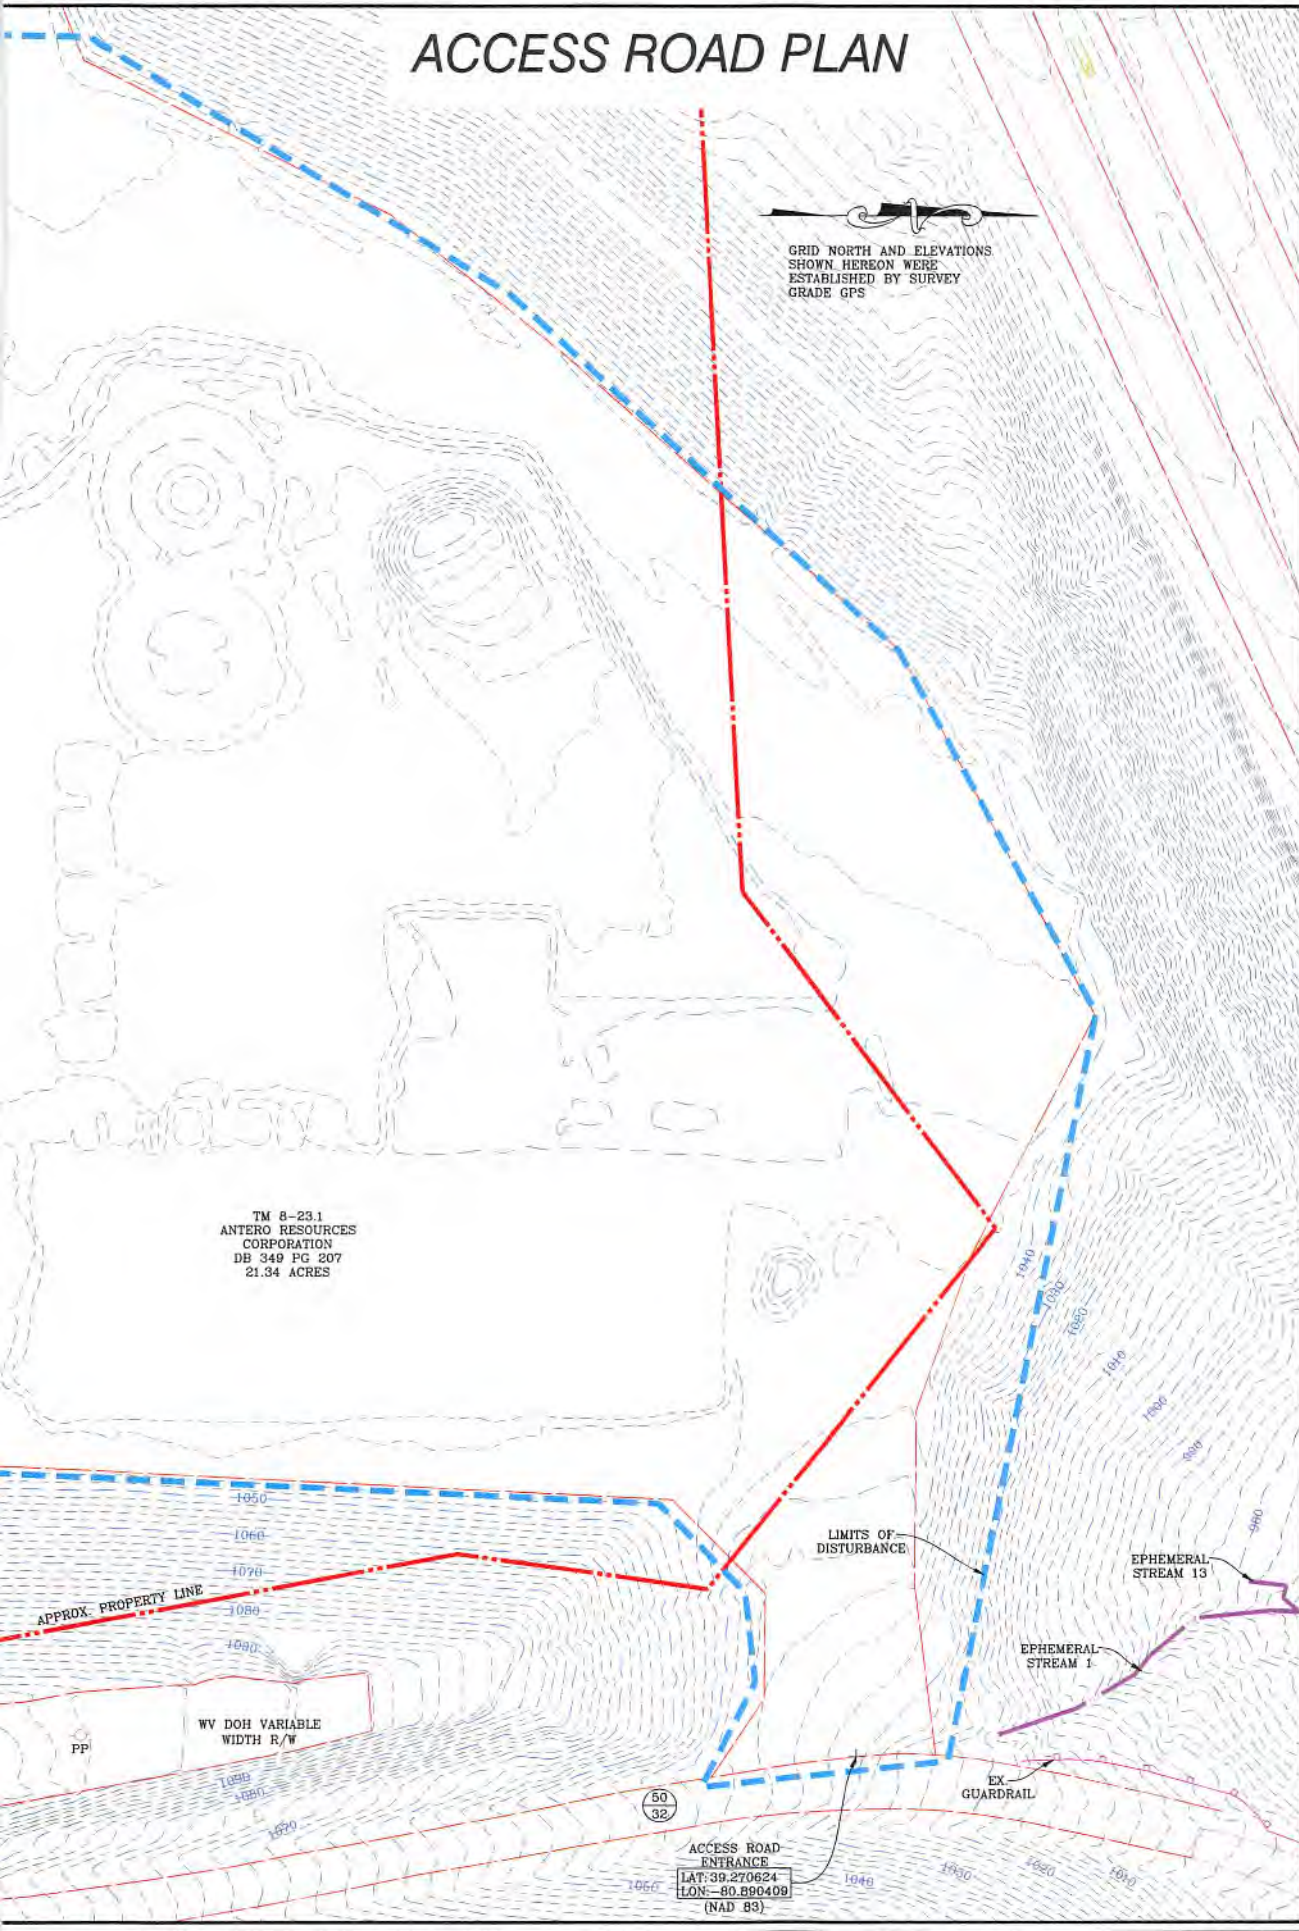 ACCESS ROAD PLAN
GRID NORTH AND ELEVATIONS
SHOWN HEREON WERE
ESTABLISHED BY SURVEY
GRADE GPS
TM 8-23.1
ANTERO RESOURCES
CORPORATION
DB 349 PG 207
21.34 ACRES
1040
1030
1020
1010
1000
990
980
1050
1060
1070
1080
1090
LIMITS OF
DISTURBANCE
EPHEMERAL
STREAM 13
EPHEMERAL
STREAM 1
APPROX. PROPERTY LINE
WV DOH VARIABLE
WIDTH R/W
PP
1090
1080
1070
50
32
EX.
GUARDRAIL
ACCESS ROAD
ENTRANCE
LAT: 39.270624
LON: -80.890409
(NAD 83)
1050
1040
1030
1020
1010